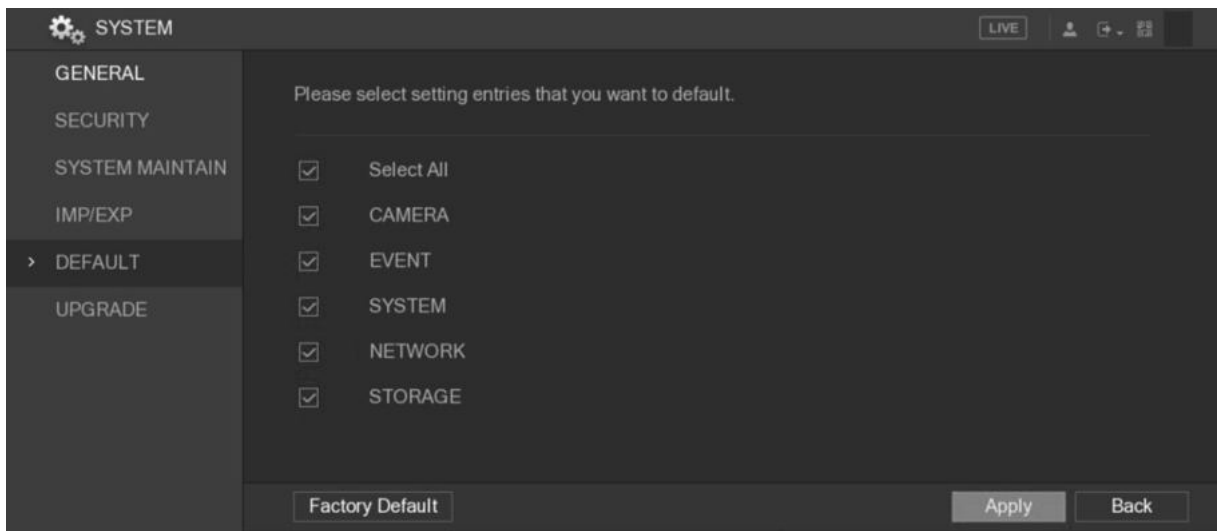 SYSTEM
LIVE
GENERAL
SECURITY
SYSTEM MAINTAIN
IMP/EXP
> DEFAULT
UPGRADE
Please select setting entries that you want to default.
Select All
CAMERA
EVENT
SYSTEM
NETWORK
STORAGE
Factory Default
Apply
Back